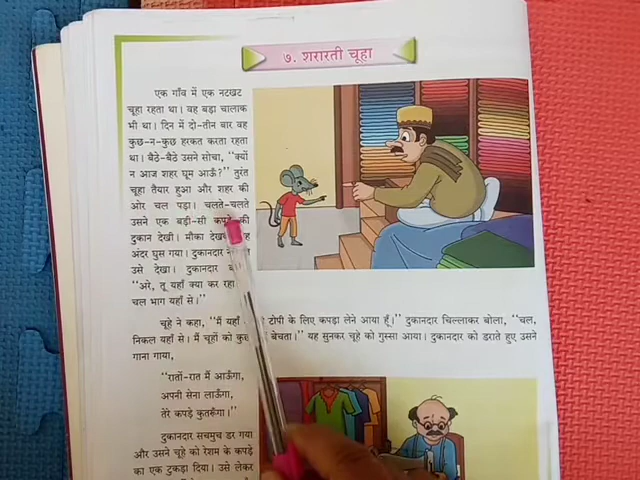 ७. शरारती चूहा
एक गाँव में एक नटखट
चूहा रहता था। वह बड़ा चालाक
भी था। दिन में दो-तीन बार वह
कुछ-न-कुछ हरकत करता रहता
था। बैठे-बैठे उसने सोचा, "क्यों
न आज शहर घूम आऊँ?" तुरंत
चूहा तैयार हुआ और शहर की
ओर चल पड़ा। चलते-चलते
उसने एक बड़ी-सी कपड़े की
दुकान देखी। मौका
अंदर घुस गया। दुकानदार
उसे देखा। दुकानदार
"अरे, तू यहाँ क्या कर रहा
चल भाग यहाँ से।"
चूहे ने कहा, "मैं यहाँ टोपी के लिए कपड़ा लेने आया हूँ।" दुकानदार चिल्लाकर बोला, "चल,
निकल यहाँ से। मैं चूहों को कुछ बेचता।" यह सुनकर चूहे को गुस्सा आया। दुकानदार को डराते हुए उसने
गाना गाया,
"रातों-रात मैं आऊँगा,
अपनी सेना लाऊँगा,
तेरे कपड़े कुतरूँगा।"
दुकानदार सचमुच डर गया
और उसने चूहे को रेशम के कपड़े
का एक टुकड़ा दिया। उसे लेकर